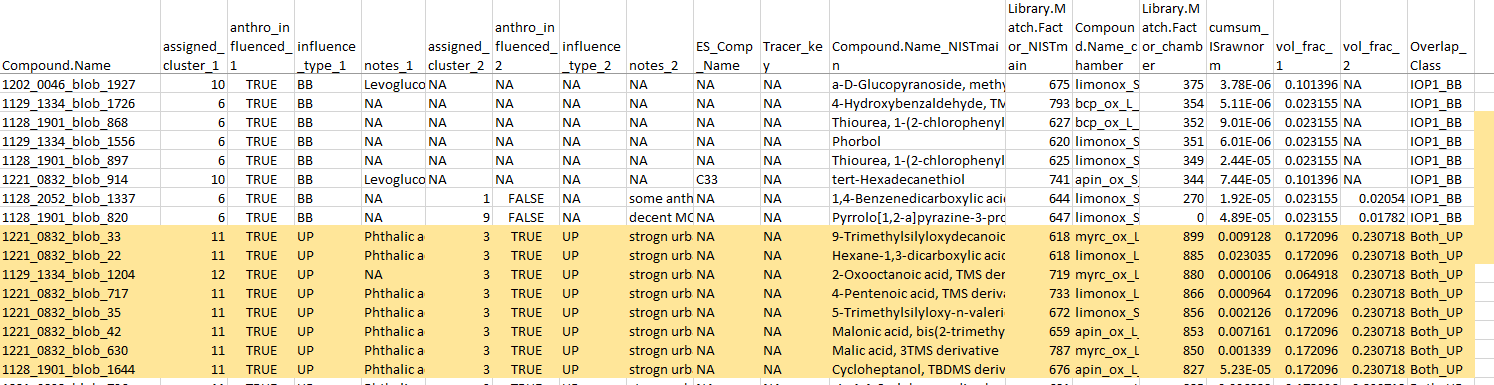 Compound.Name assigned_cluster_1 anthro_influenced_1 influence_type_1 notes_1 assigned_cluster_2 anthro_influenced_2 influence_type_2 notes_2 ES_Comp_Name Tracer_key Compound.Name_NISTmain Library.Match.Factor_NISTmain Compound.Name_chamber Library.Match.Factor_chamber cumsum_ISrawnorm vol_frac_1 vol_frac_2 Overlap_Class
1202_0046_blob_1927 10 TRUE BB Levogluco NA NA NA NA NA NA a-D-Glucopyranoside, methy 675 limonox_S 375 3.78E-06 0.101396 NA IOP1_BB
1129_1334_blob_1726 6 TRUE BB NA NA NA NA NA NA NA 4-Hydroxybenzaldehyde, TM 793 bcp_ox_L_ 354 5.11E-06 0.023155 NA IOP1_BB
1128_1901_blob_868 6 TRUE BB NA NA NA NA NA NA NA Thiourea, 1-(2-chlorophenyl 627 bcp_ox_L_ 352 9.01E-06 0.023155 NA IOP1_BB
1129_1334_blob_1556 6 TRUE BB NA NA NA NA NA NA NA Phorbol 620 limonox_S 351 6.01E-06 0.023155 NA IOP1_BB
1128_1901_blob_897 6 TRUE BB NA NA NA NA NA NA NA Thiourea, 1-(2-chlorophenyl 625 limonox_S 349 2.44E-05 0.023155 NA IOP1_BB
1221_0832_blob_914 10 TRUE BB Levogluco NA NA NA NA C33 NA tert-Hexadecanethiol 741 apin_ox_S 344 7.44E-05 0.101396 NA IOP1_BB
1128_2052_blob_1337 6 TRUE BB NA 1 FALSE NA some anth NA NA 1,4-Benzenedicarboxylic acid 644 limonox_S 270 1.92E-05 0.023155 0.02054 IOP1_BB
1128_1901_blob_820 6 TRUE BB NA 9 FALSE NA decent MC NA NA Pyrrolo[1,2-a]pyrazine-3-pro 647 limonox_S 0 4.89E-05 0.023155 0.01782 IOP1_BB
1221_0832_blob_33 11 TRUE UP Phthalic a 3 TRUE UP strogn urb NA NA 9-Trimethylsilyloxydecanoic 618 myrc_ox_L 899 0.009128 0.172096 0.230718 Both_UP
1221_0832_blob_22 11 TRUE UP Phthalic a 3 TRUE UP strogn urb NA NA Hexane-1,3-dicarboxylic acid 618 limonox_L 885 0.023035 0.172096 0.230718 Both_UP
1129_1334_blob_1204 12 TRUE UP NA 3 TRUE UP strogn urb NA NA 2-Oxooctanoic acid, TMS der 719 myrc_ox_L 880 0.000106 0.064918 0.230718 Both_UP
1221_0832_blob_717 11 TRUE UP Phthalic a 3 TRUE UP strogn urb NA NA 4-Pentenoic acid, TMS deriva 733 limonox_L 866 0.000964 0.172096 0.230718 Both_UP
1221_0832_blob_35 11 TRUE UP Phthalic a 3 TRUE UP strogn urb NA NA 5-Trimethylsilyloxy-n-valeri 672 limonox_S 856 0.002126 0.172096 0.230718 Both_UP
1221_0832_blob_42 11 TRUE UP Phthalic a 3 TRUE UP strogn urb NA NA Malonic acid, bis(2-trimethy 659 apin_ox_L 853 0.007161 0.172096 0.230718 Both_UP
1221_0832_blob_630 11 TRUE UP Phthalic a 3 TRUE UP strogn urb NA NA Malic acid, 3TMS derivative 787 myrc_ox_L 850 0.001339 0.172096 0.230718 Both_UP
1128_1901_blob_1644 11 TRUE UP Phthalic a 3 TRUE UP strogn urb NA NA Cycloheptanol, TBDMS deriv 676 apin_ox_L 827 5.23E-05 0.172096 0.230718 Both_UP